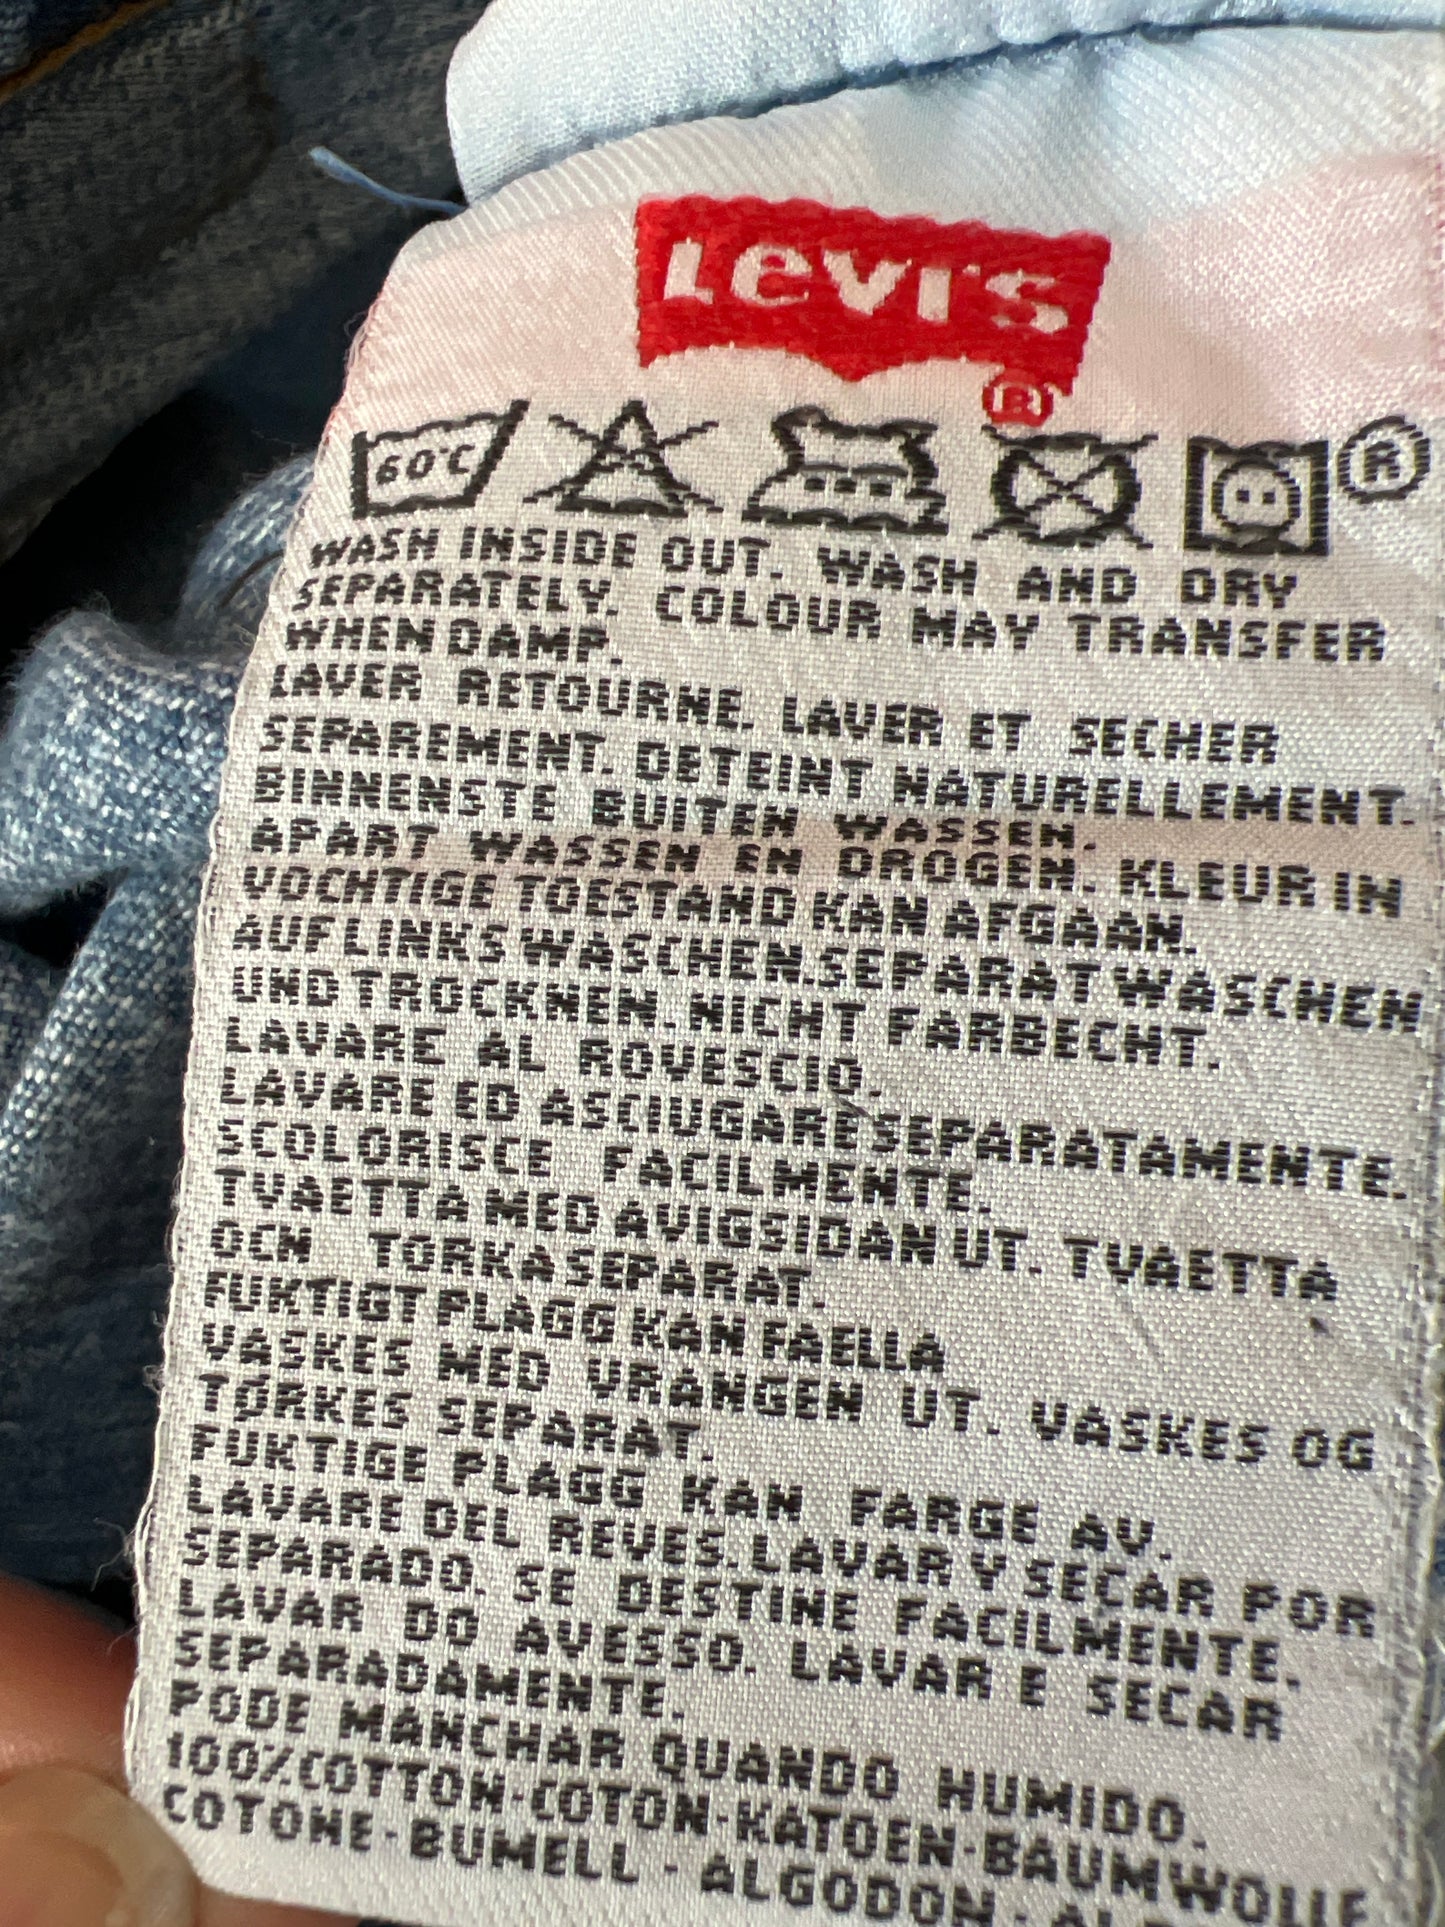 Levi's
®
60°C
®
WASH INSIDE OUT. WASH AND DRY
SEPARATELY. COLOUR MAY TRANSFER
WHEN DAMP.
LAVER RETOURNE. LAVER ET SECHER
SEPAREMENT. DETEINT NATURELLEMENT.
BINNENSTE BUITEN WASSEN.
APART WASSEN EN DROGEN. KLEUR IN
VOCHTIGE TOESTAND KAN AFGAAN.
AUF LINKS WASCHEN. SEPARAT WASCHEN
UND TROCKNEN. NICHT FARBECHT.
LAVARE AL ROVESCIO.
LAVARE ED ASCIUGARE SEPARATAMENTE.
SCOLORISCE FACILMENTE.
TVAETTA MED AVIGSIDAN UT. TVAETTA
OCH TORKA SEPARAT.
FUKTIGT PLAGG KAN FAELLA
VASKES MED VRANGEN UT. VASKES OG
TØRKES SEPARAT.
FUKTIGE PLAGG KAN FARGE AV.
LAVARE DEL REVES. LAVAR Y SECAR POR
SEPARADO. SE DESTINE FACILMENTE.
LAVAR DO AVESSO. LAVAR E SECAR
SEPARADAMENTE.
PODE MANCHAR QUANDO HUMIDO.
100% COTTON-COTON-KATOEN-BAUMWOLLE
COTONE-BUMELL-ALGODON-